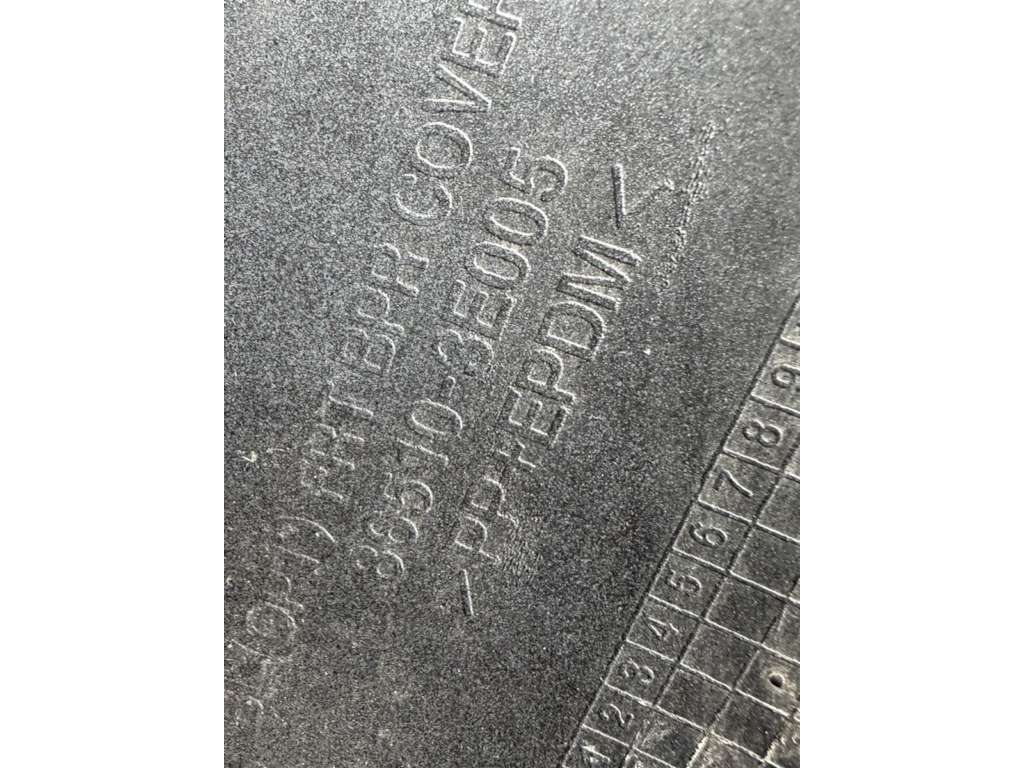 FRT BPR COVER
86510-3E005
>PP+EPDM<
1 2 3 4 5 6 7 8 9